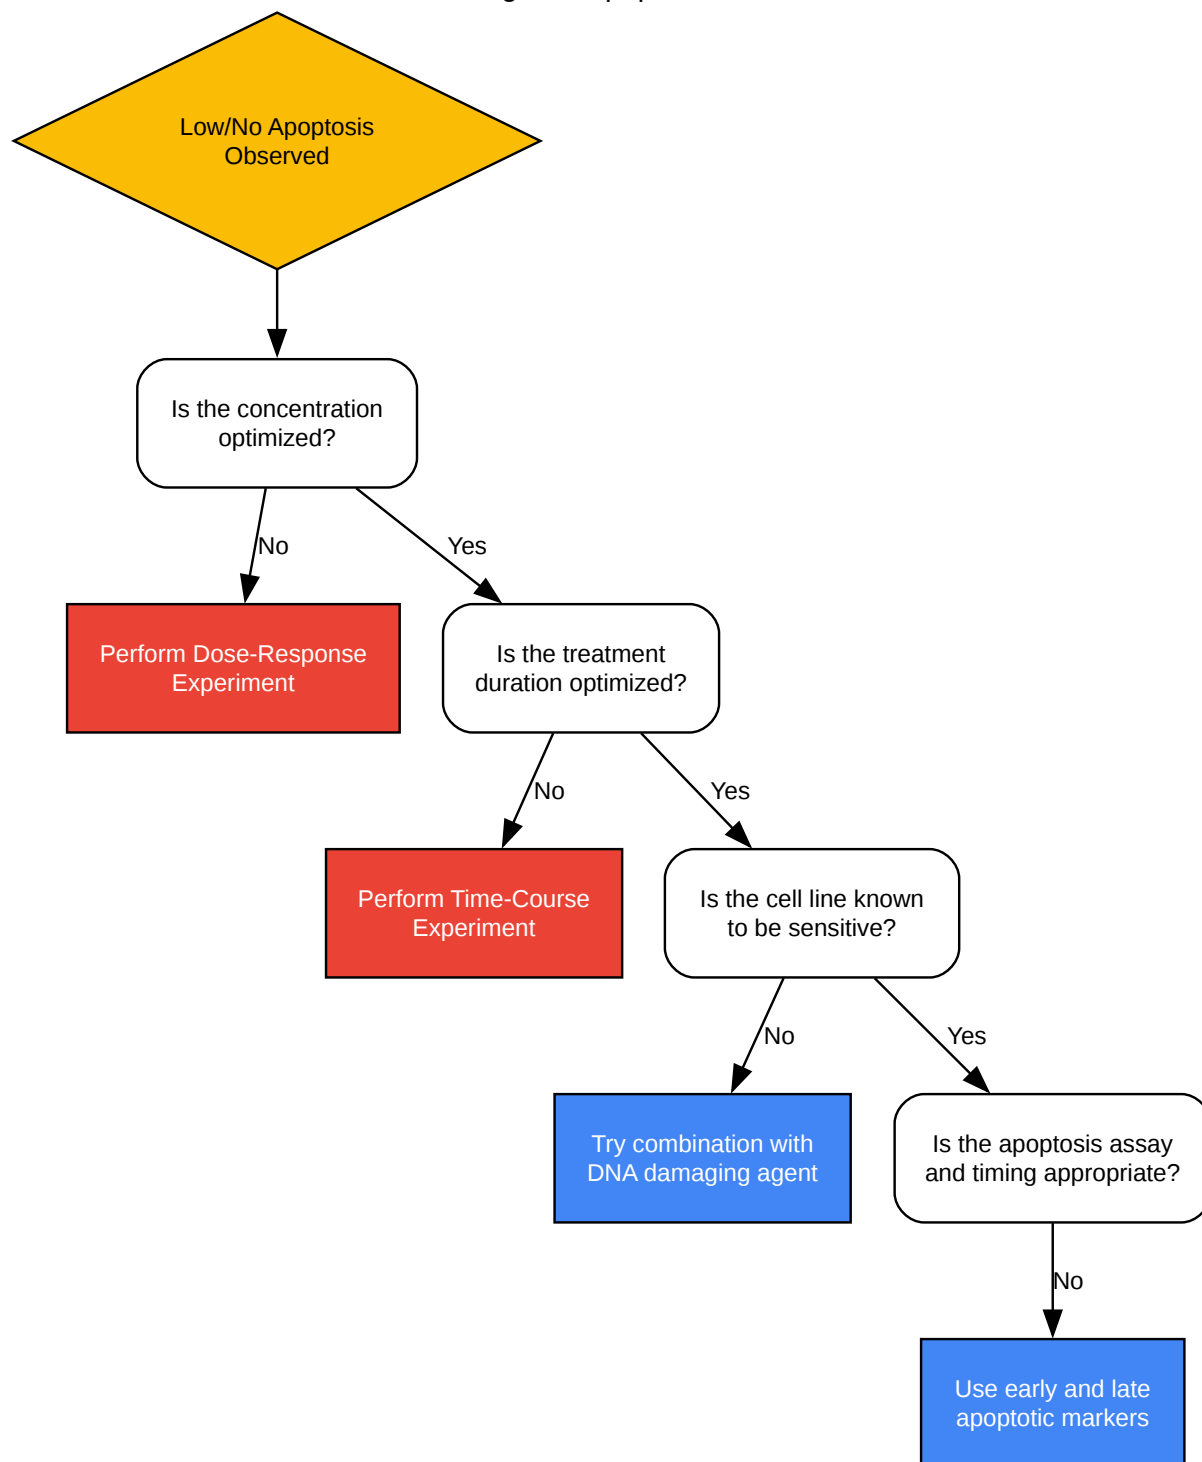 Low/No Apoptosis
Observed
Is the concentration
optimized?
No
Yes
Perform Dose-Response
Experiment
Is the treatment
duration optimized?
No
Yes
Perform Time-Course
Experiment
Is the cell line known
to be sensitive?
No
Yes
Try combination with
DNA damaging agent
Is the apoptosis assay
and timing appropriate?
No
Use early and late
apoptotic markers